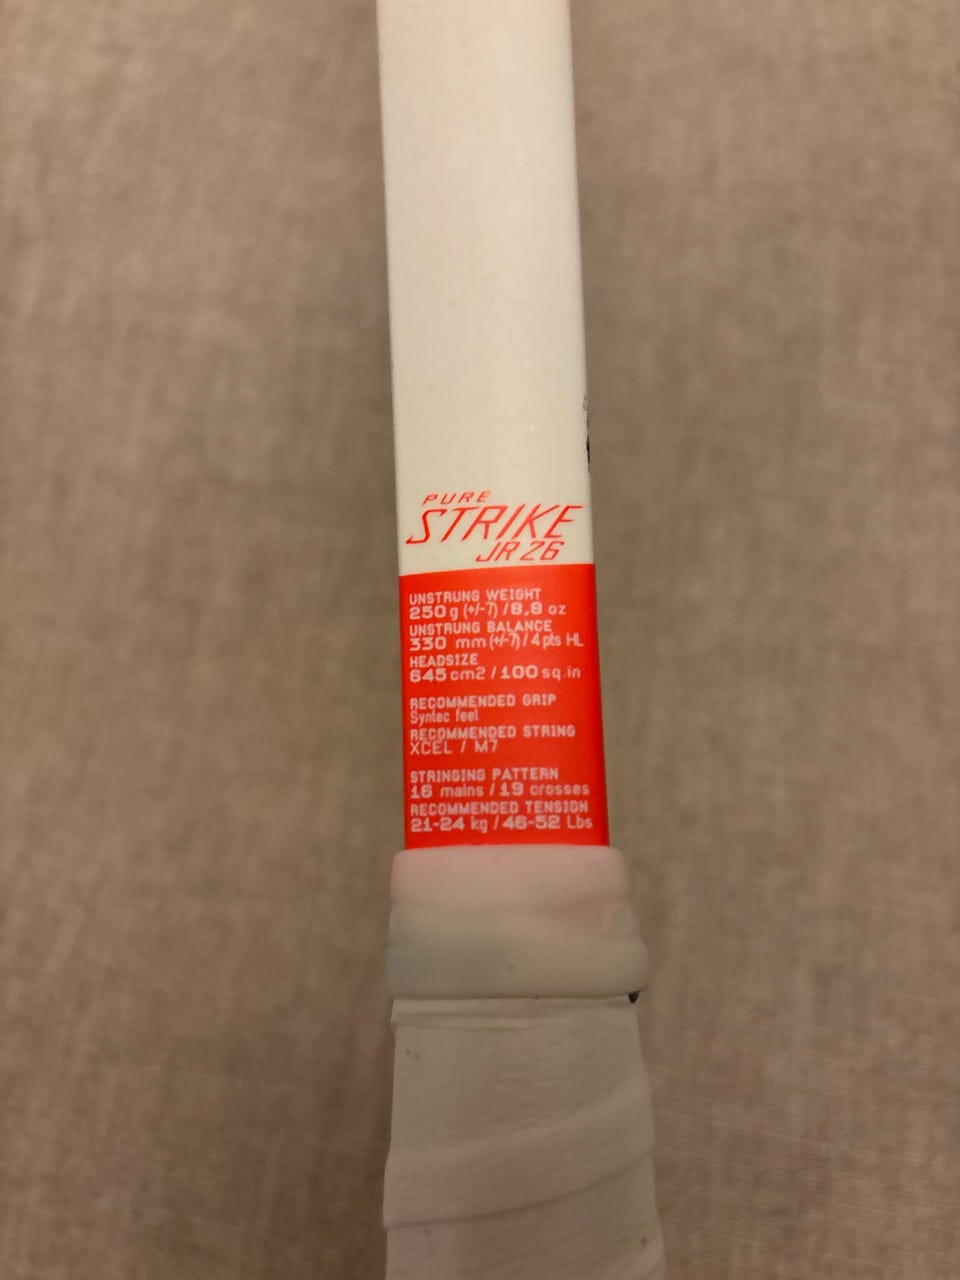 PURE
STRIKE
JR 26
UNSTRUNG WEIGHT
250 g (+/-7) / 8,8 oz
UNSTRUNG BALANCE
330 mm (+/-7) / 4 pts HL
HEADSIZE
645 cm2 / 100 sq.in
RECOMMENDED GRIP
Syntec feel
RECOMMENDED STRING
XCEL / M7
STRINGING PATTERN
16 mains / 19 crosses
RECOMMENDED TENSION
21-24 kg / 46-52 Lbs